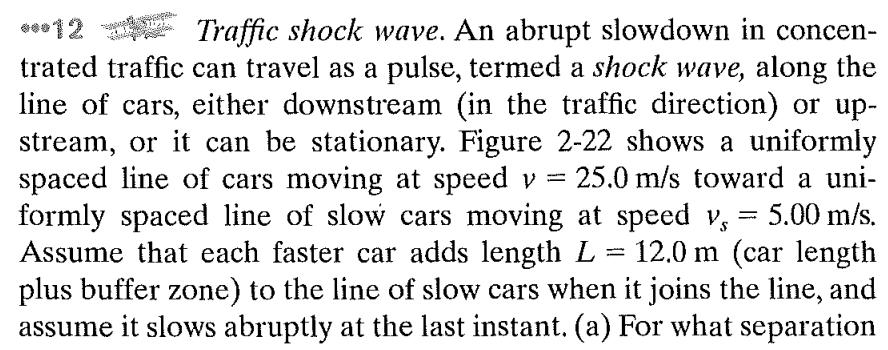 •••12 Traffic shock wave. An abrupt slowdown in concen-
trated traffic can travel as a pulse, termed a shock wave, along the
line of cars, either downstream (in the traffic direction) or up-
stream, or it can be stationary. Figure 2-22 shows a uniformly
spaced line of cars moving at speed v = 25.0 m/s toward a uni-
formly spaced line of slow cars moving at speed vₛ = 5.00 m/s.
Assume that each faster car adds length L = 12.0 m (car length
plus buffer zone) to the line of slow cars when it joins the line, and
assume it slows abruptly at the last instant. (a) For what separation